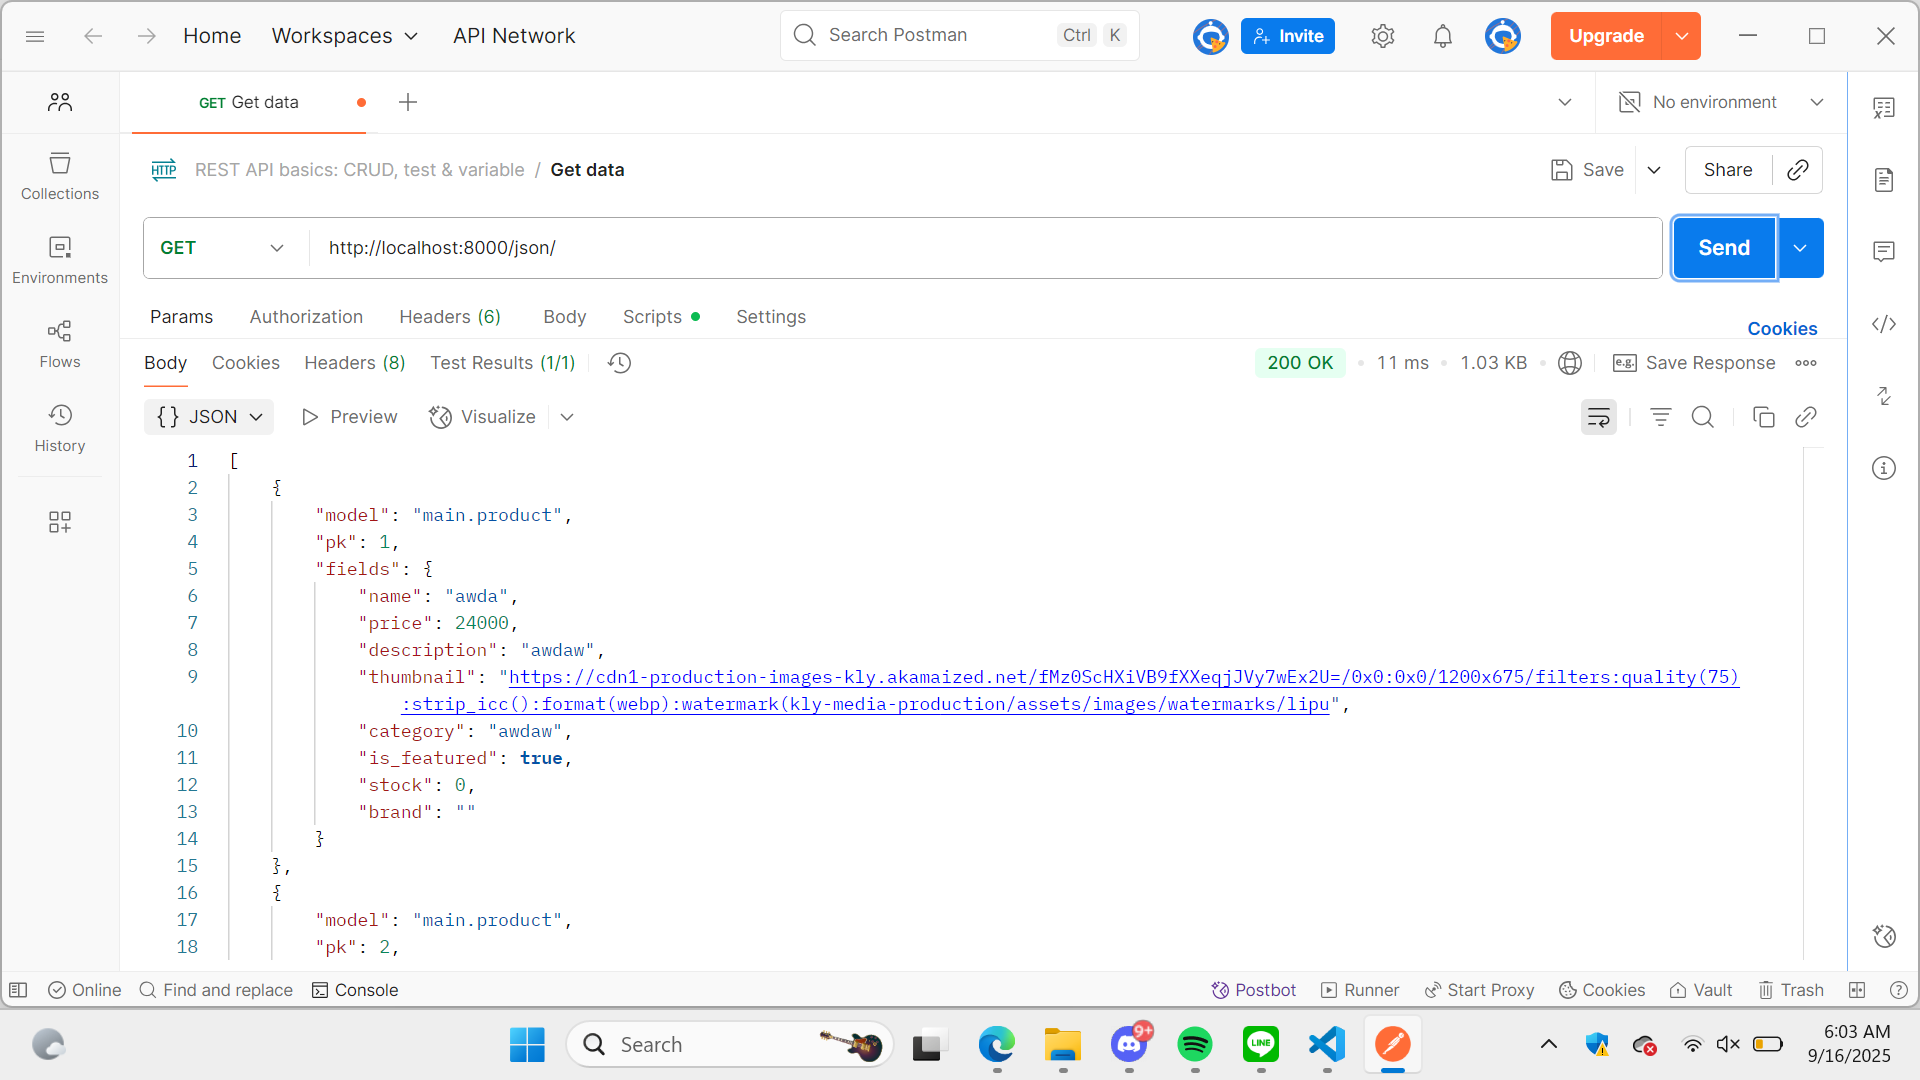 Home Workspaces API Network Search Postman Ctrl K Invite Upgrade
GET Get data No environment
HTTP REST API basics: CRUD, test & variable / Get data Save Share
Collections
GET http://localhost:8000/json/ Send
Environments
Params Authorization Headers (6) Body Scripts Settings Cookies
Flows
Body Cookies Headers (8) Test Results (1/1) 200 OK 11 ms 1.03 KB e.g. Save Response
{} JSON Preview Visualize
History
1 [
2 {
3 "model": "main.product",
4 "pk": 1,
5 "fields": {
6 "name": "awda",
7 "price": 24000,
8 "description": "awdaw",
9 "thumbnail": "https://cdn1-production-images-kly.akamaized.net/fMz0ScHXiVB9fXXeqjJVy7wEx2U=/0x0:0x0/1200x675/filters:quality(75)
:strip_icc():format(webp):watermark(kly-media-production/assets/images/watermarks/lipu",
10 "category": "awdaw",
11 "is_featured": true,
12 "stock": 0,
13 "brand": ""
14 }
15 },
16 {
17 "model": "main.product",
18 "pk": 2,
Online Find and replace Console Postbot Runner Start Proxy Cookies Vault Trash
Search 9+ LINE 6:03 AM
9/16/2025